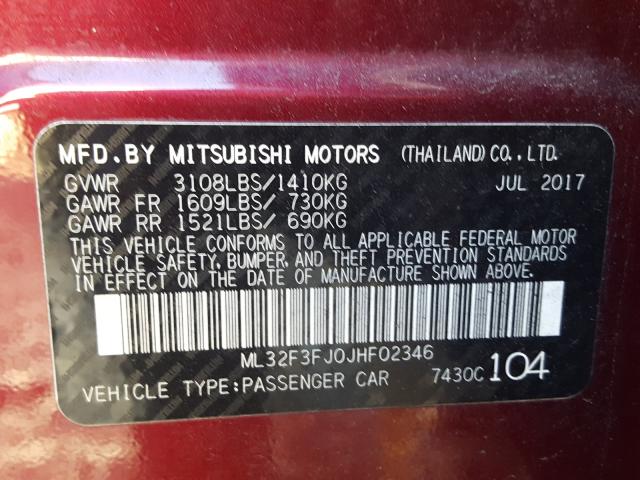 MFD.BY MITSUBISHI MOTORS (THAILAND) CO.,LTD.
GVWR 3108LBS/1410KG JUL 2017
GAWR FR 1609LBS/ 730KG
GAWR RR 1521LBS/ 690KG
THIS VEHICLE CONFORMS TO ALL APPLICABLE FEDERAL MOTOR
VEHICLE SAFETY, BUMPER, AND THEFT PREVENTION STANDARDS
IN EFFECT ON THE DATE OF MANUFACTURE SHOWN ABOVE.
ML32F3FJ0JHF02346
VEHICLE TYPE:PASSENGER CAR 7430C 104